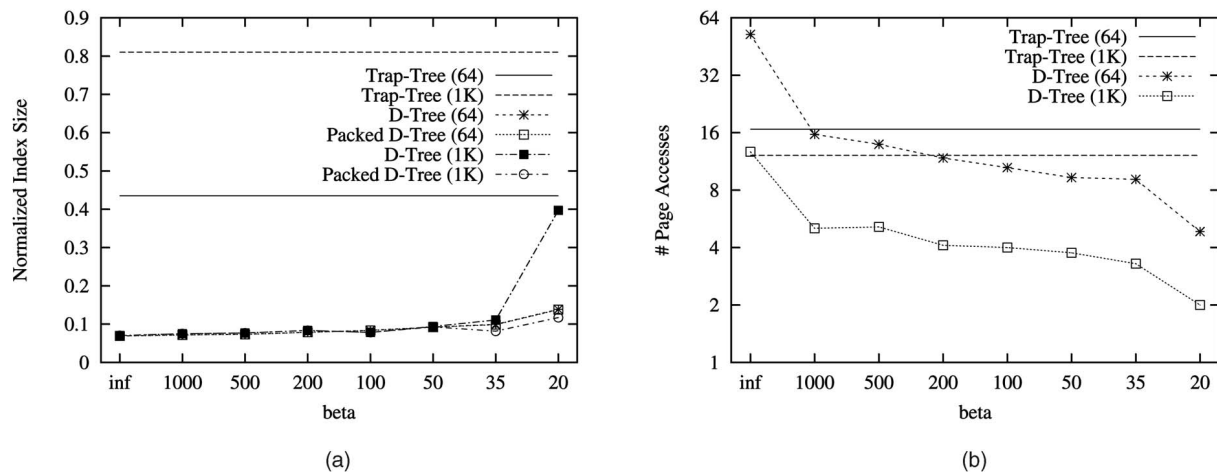 0.9
0.8
0.7
0.6
0.5
0.4
0.3
0.2
0.1
0
Normalized Index Size
Trap-Tree (64)
Trap-Tree (1K)
D-Tree (64)
Packed D-Tree (64)
D-Tree (1K)
Packed D-Tree (1K)
inf 1000 500 200 100 50 35 20
beta
(a)
64
32
16
8
4
2
1
# Page Accesses
Trap-Tree (64)
Trap-Tree (1K)
D-Tree (64)
D-Tree (1K)
inf 1000 500 200 100 50 35 20
beta
(b)